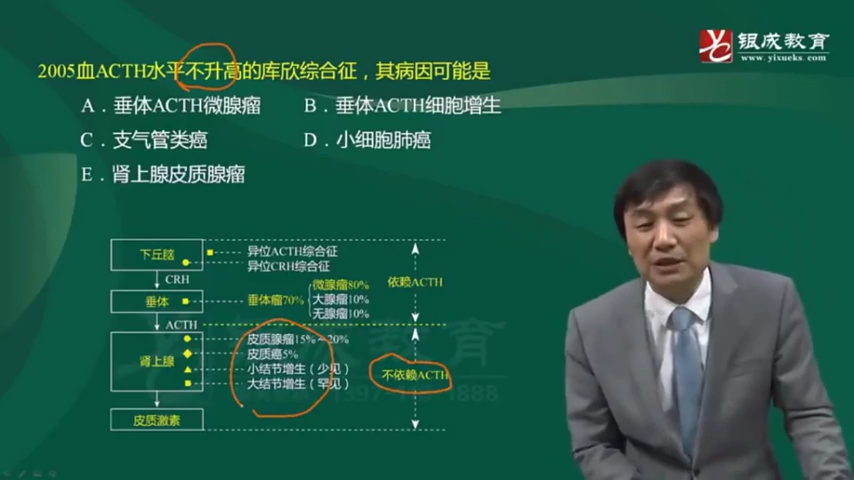 银成教育
www.yixueks.com
2005血ACTH水平不升高的库欣综合征，其病因可能是
A．垂体ACTH微腺瘤
B．垂体ACTH细胞增生
C．支气管类癌
D．小细胞肺癌
E．肾上腺皮质腺瘤
下丘脑
异位ACTH综合征
异位CRH综合征
CRH
垂体
垂体瘤70%
微腺瘤80%
大腺瘤10%
无腺瘤10%
依赖ACTH
ACTH
肾上腺
皮质腺瘤15%~20%
皮质癌5%
小结节增生（少见）
大结节增生（罕见）
不依赖ACTH
皮质激素